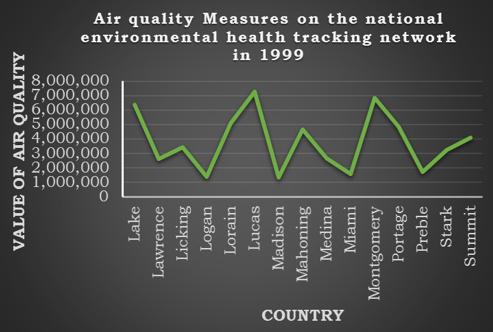 Air quality Measures on the national
environmental health tracking network
in 1999
VALUE OF AIR QUALITY
8,000,000
7,000,000
6,000,000
5,000,000
4,000,000
3,000,000
2,000,000
1,000,000
0
Lake
Lawrence
Licking
Logan
Lorain
Lucas
Madison
Mahoning
Medina
Miami
Montgomery
Portage
Preble
Stark
Summit
COUNTRY